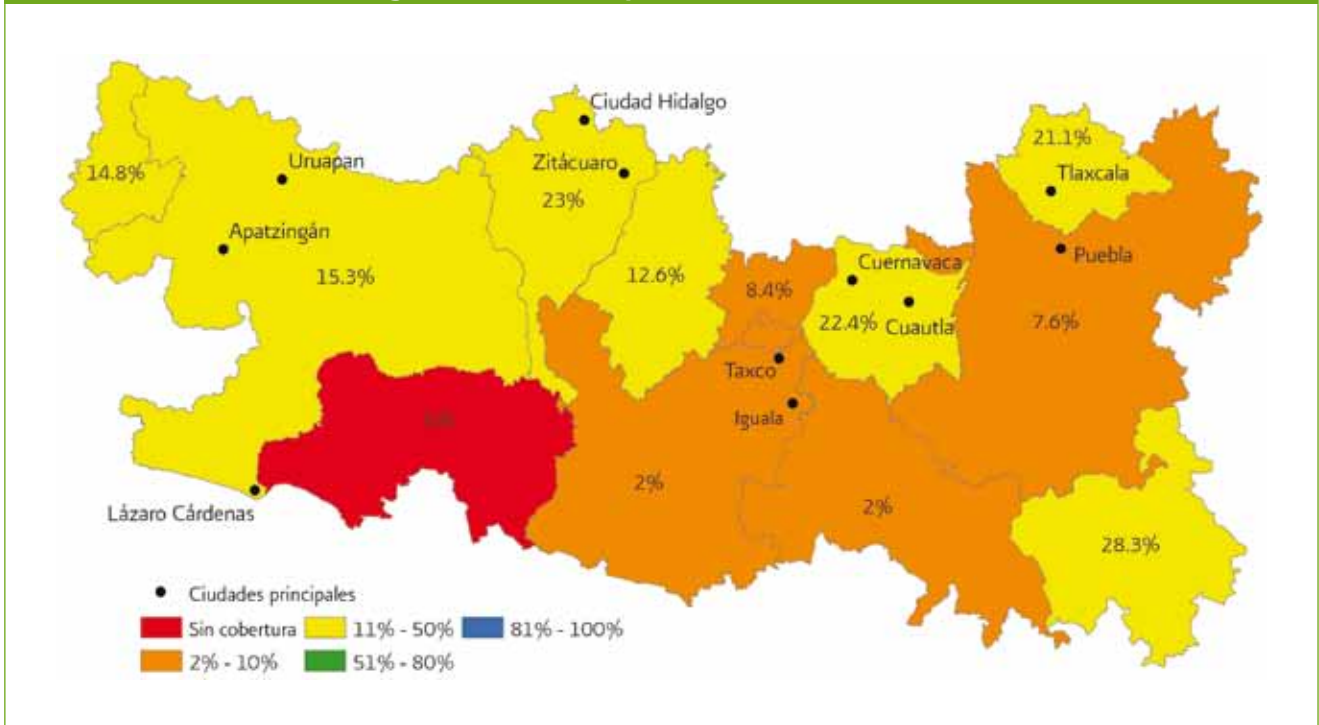 Ciudad Hidalgo
21.1%
Uruapan
Zitácuaro
14.8%
Tlaxcala
23%
Apatzingán
Puebla
Cuernavaca
15.3%
12.6%
8.4%
22.4%
Cuautla
7.6%
Taxco
Iguala
2%
2%
Lázaro Cárdenas
28.3%
Ciudades principales
Sin cobertura
11% - 50%
81% - 100%
2% - 10%
51% - 80%